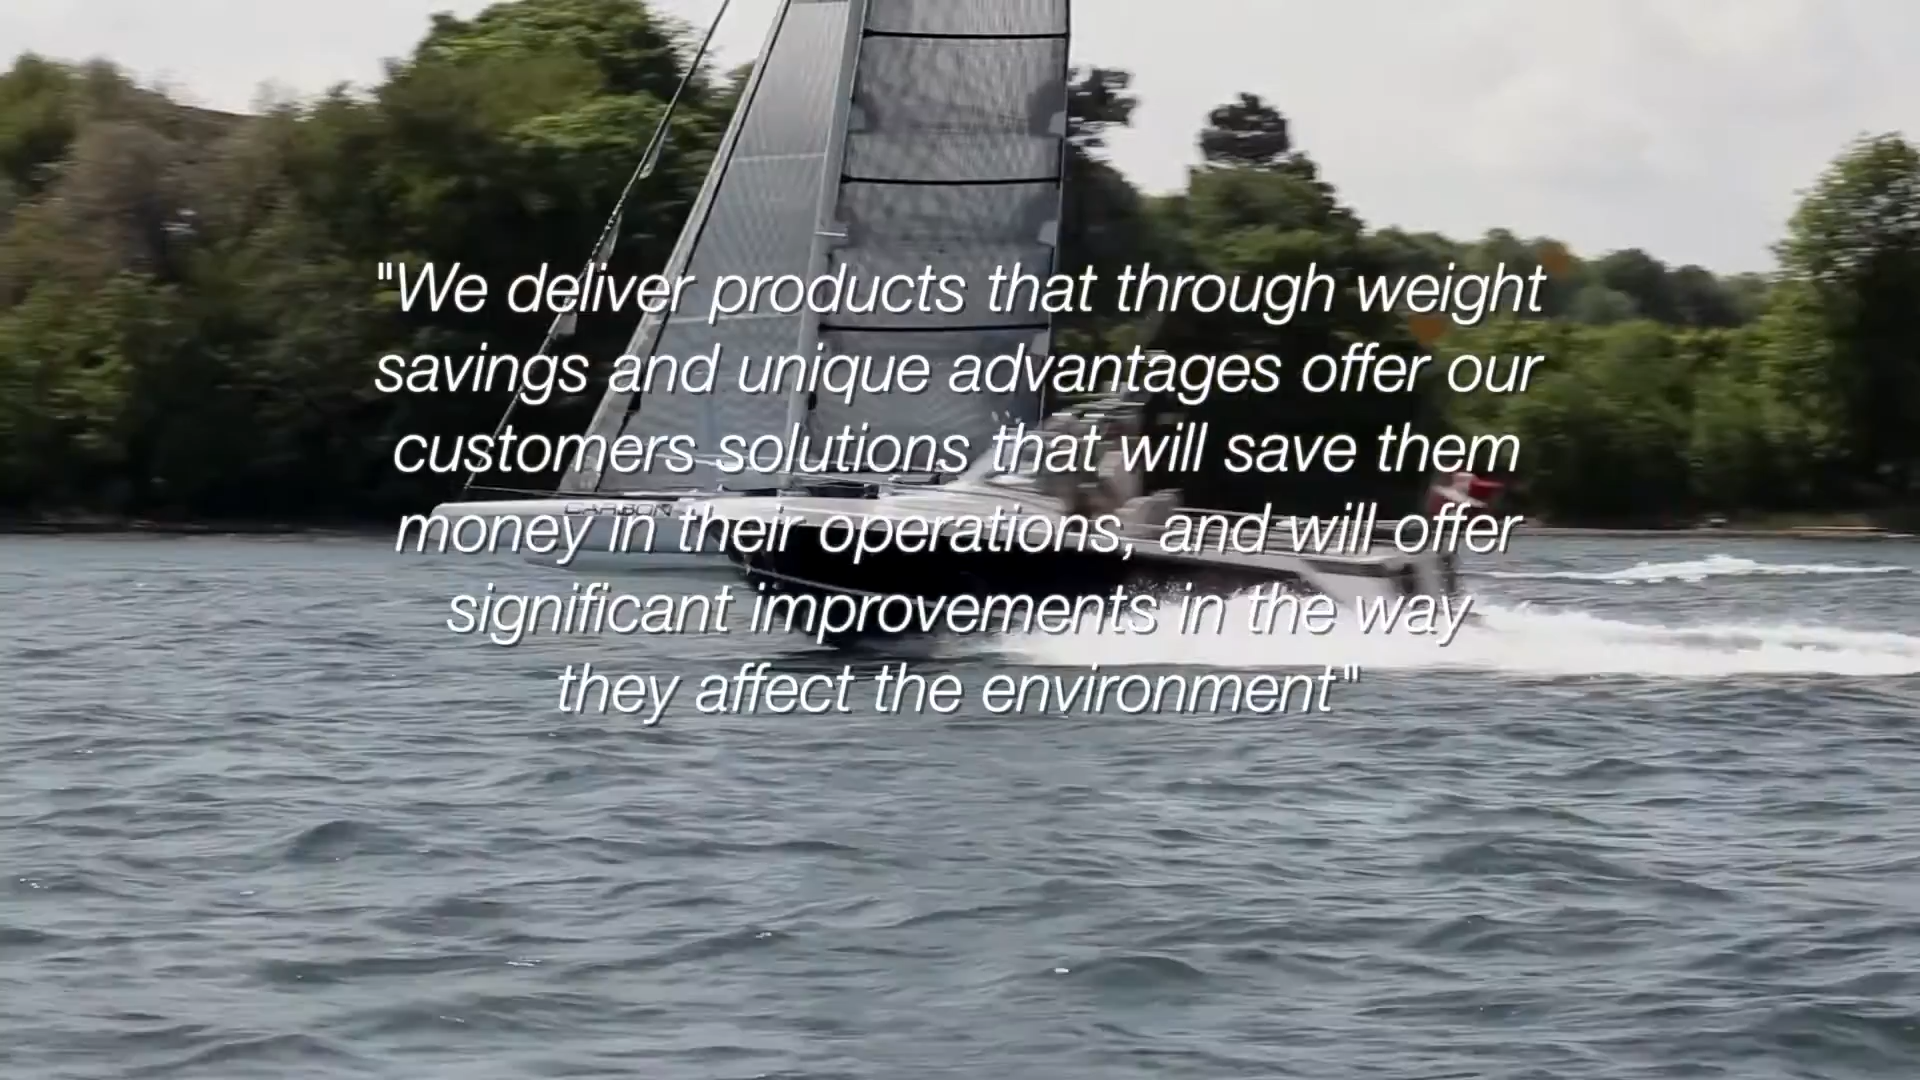 "We deliver products that through weight
savings and unique advantages offer our
customers solutions that will save them
money in their operations, and will offer
significant improvements in the way
they affect the environment"
CARBON